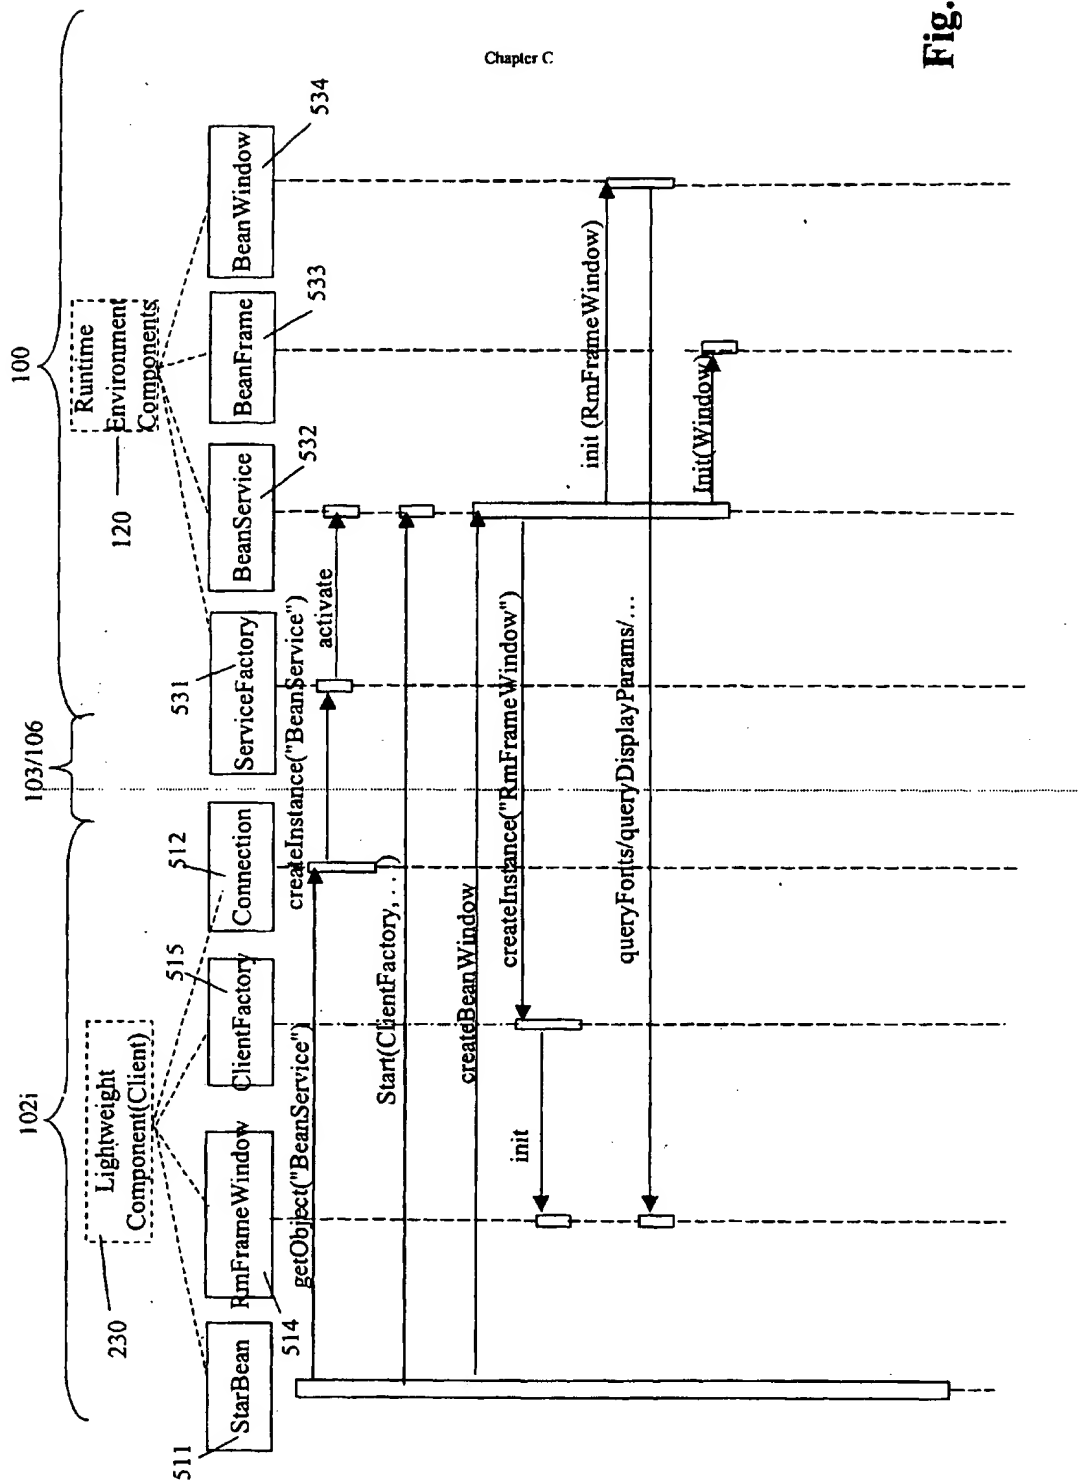 Chapter C
Fig.
102i
103/106
100
Lightweight
Component(Client)
230
Runtime
Environment
Components
120
StarBean
511
RmFrameWindow
514
ClientFactory
515
Connection
512
ServiceFactory
531
BeanService
532
BeanFrame
533
BeanWindow
534
getObject("BeanService")
createInstance("BeanService")
activate
Start(ClientFactory,...)
createBeanWindow
createInstance("RmFrameWindow")
init
init (RmFrameWindow)
queryFonts/queryDisplayParams/...
Init(Window)